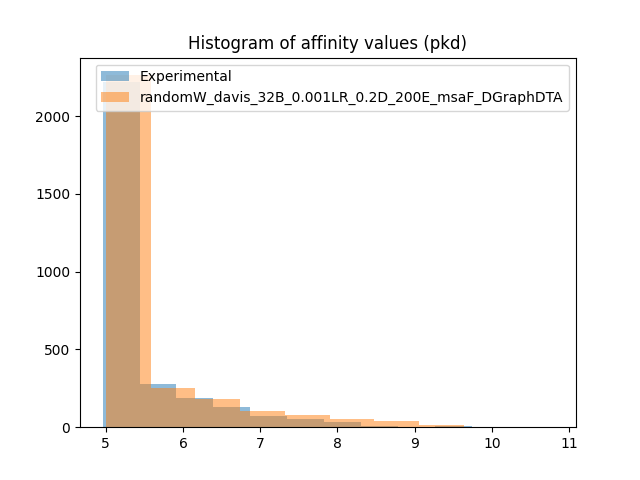 Histogram of affinity values (pkd)
Experimental
randomW_davis_32B_0.001LR_0.2D_200E_msaF_DGraphDTA
2000
1500
1000
500
0
5 6 7 8 9 10 11